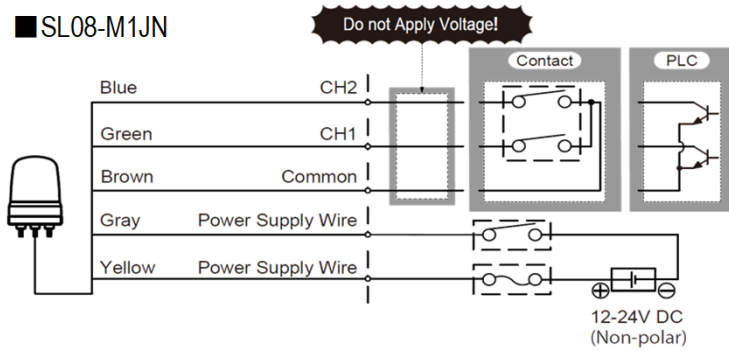 ■SL08-M1JN
Do not Apply Voltage!
Contact
PLC
Blue
CH2
Green
CH1
Brown
Common
Gray
Power Supply Wire
Yellow
Power Supply Wire
+ −
12-24V DC
(Non-polar)